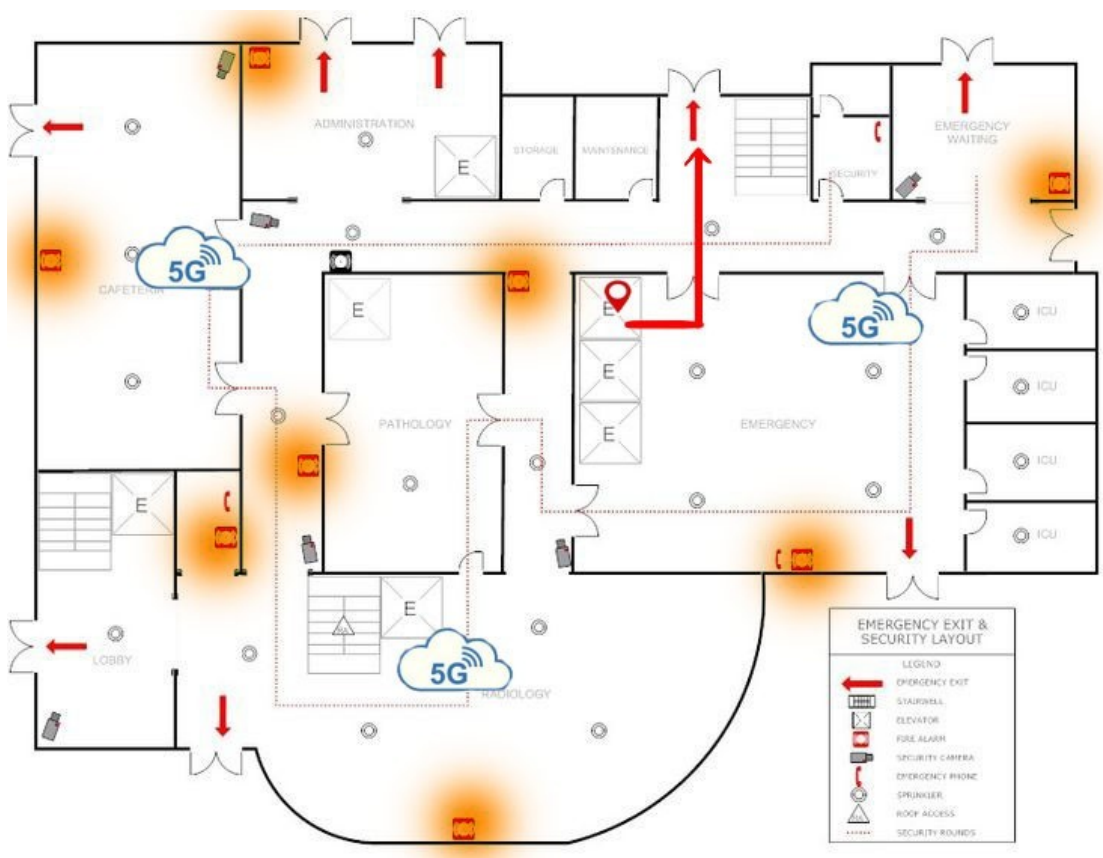 ADMINISTRATION
EMERGENCY
WAITING
STORAGE
MAINTENANCE
SECURITY
E
5G
CAFETERIA
E
E
ICU
5G
E
ICU
PATHOLOGY
EMERGENCY
E
ICU
E
ICU
E
RA
5G
RADIOLOGY
LOBBY
EMERGENCY EXIT &
SECURITY LAYOUT
LEGEND
EMERGENCY EXIT
STAIRWELL
ELEVATOR
FIRE ALARM
SECURITY CAMERA
EMERGENCY PHONE
SPRINKLER
RA
ROOF ACCESS
SECURITY ROUNDS